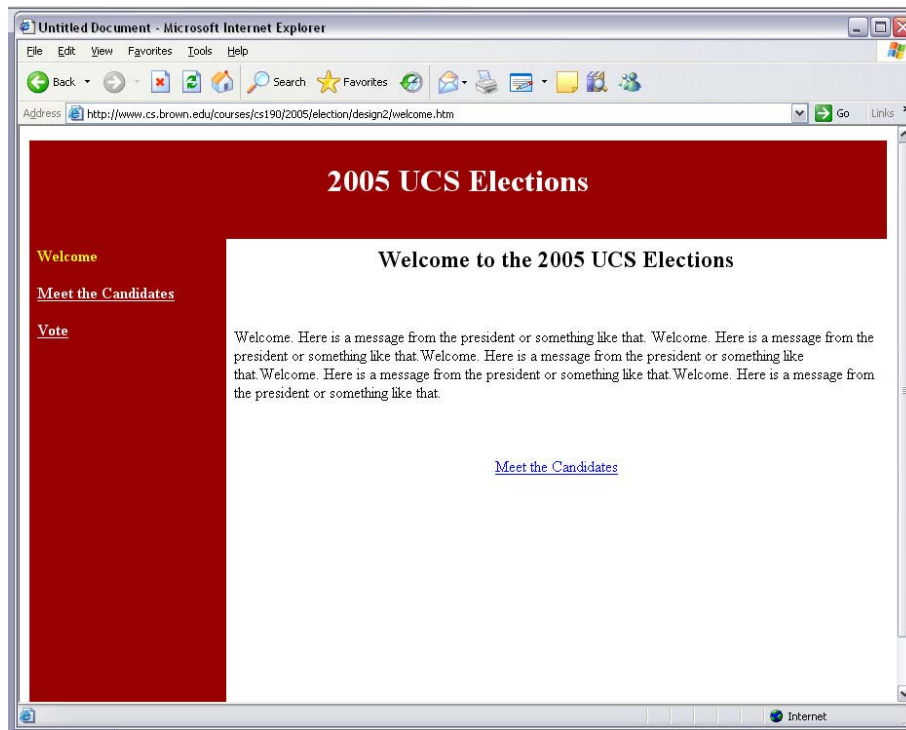 Untitled Document - Microsoft Internet Explorer
File Edit View Favorites Tools Help
Back Search Favorites
Address http://www.cs.brown.edu/courses/cs190/2005/election/design2/welcome.htm Go Links
2005 UCS Elections
Welcome
Meet the Candidates
Vote
Welcome to the 2005 UCS Elections
Welcome. Here is a message from the president or something like that. Welcome. Here is a message from the
president or something like that.Welcome. Here is a message from the president or something like
that.Welcome. Here is a message from the president or something like that.Welcome. Here is a message from
the president or something like that.
Meet the Candidates
Internet